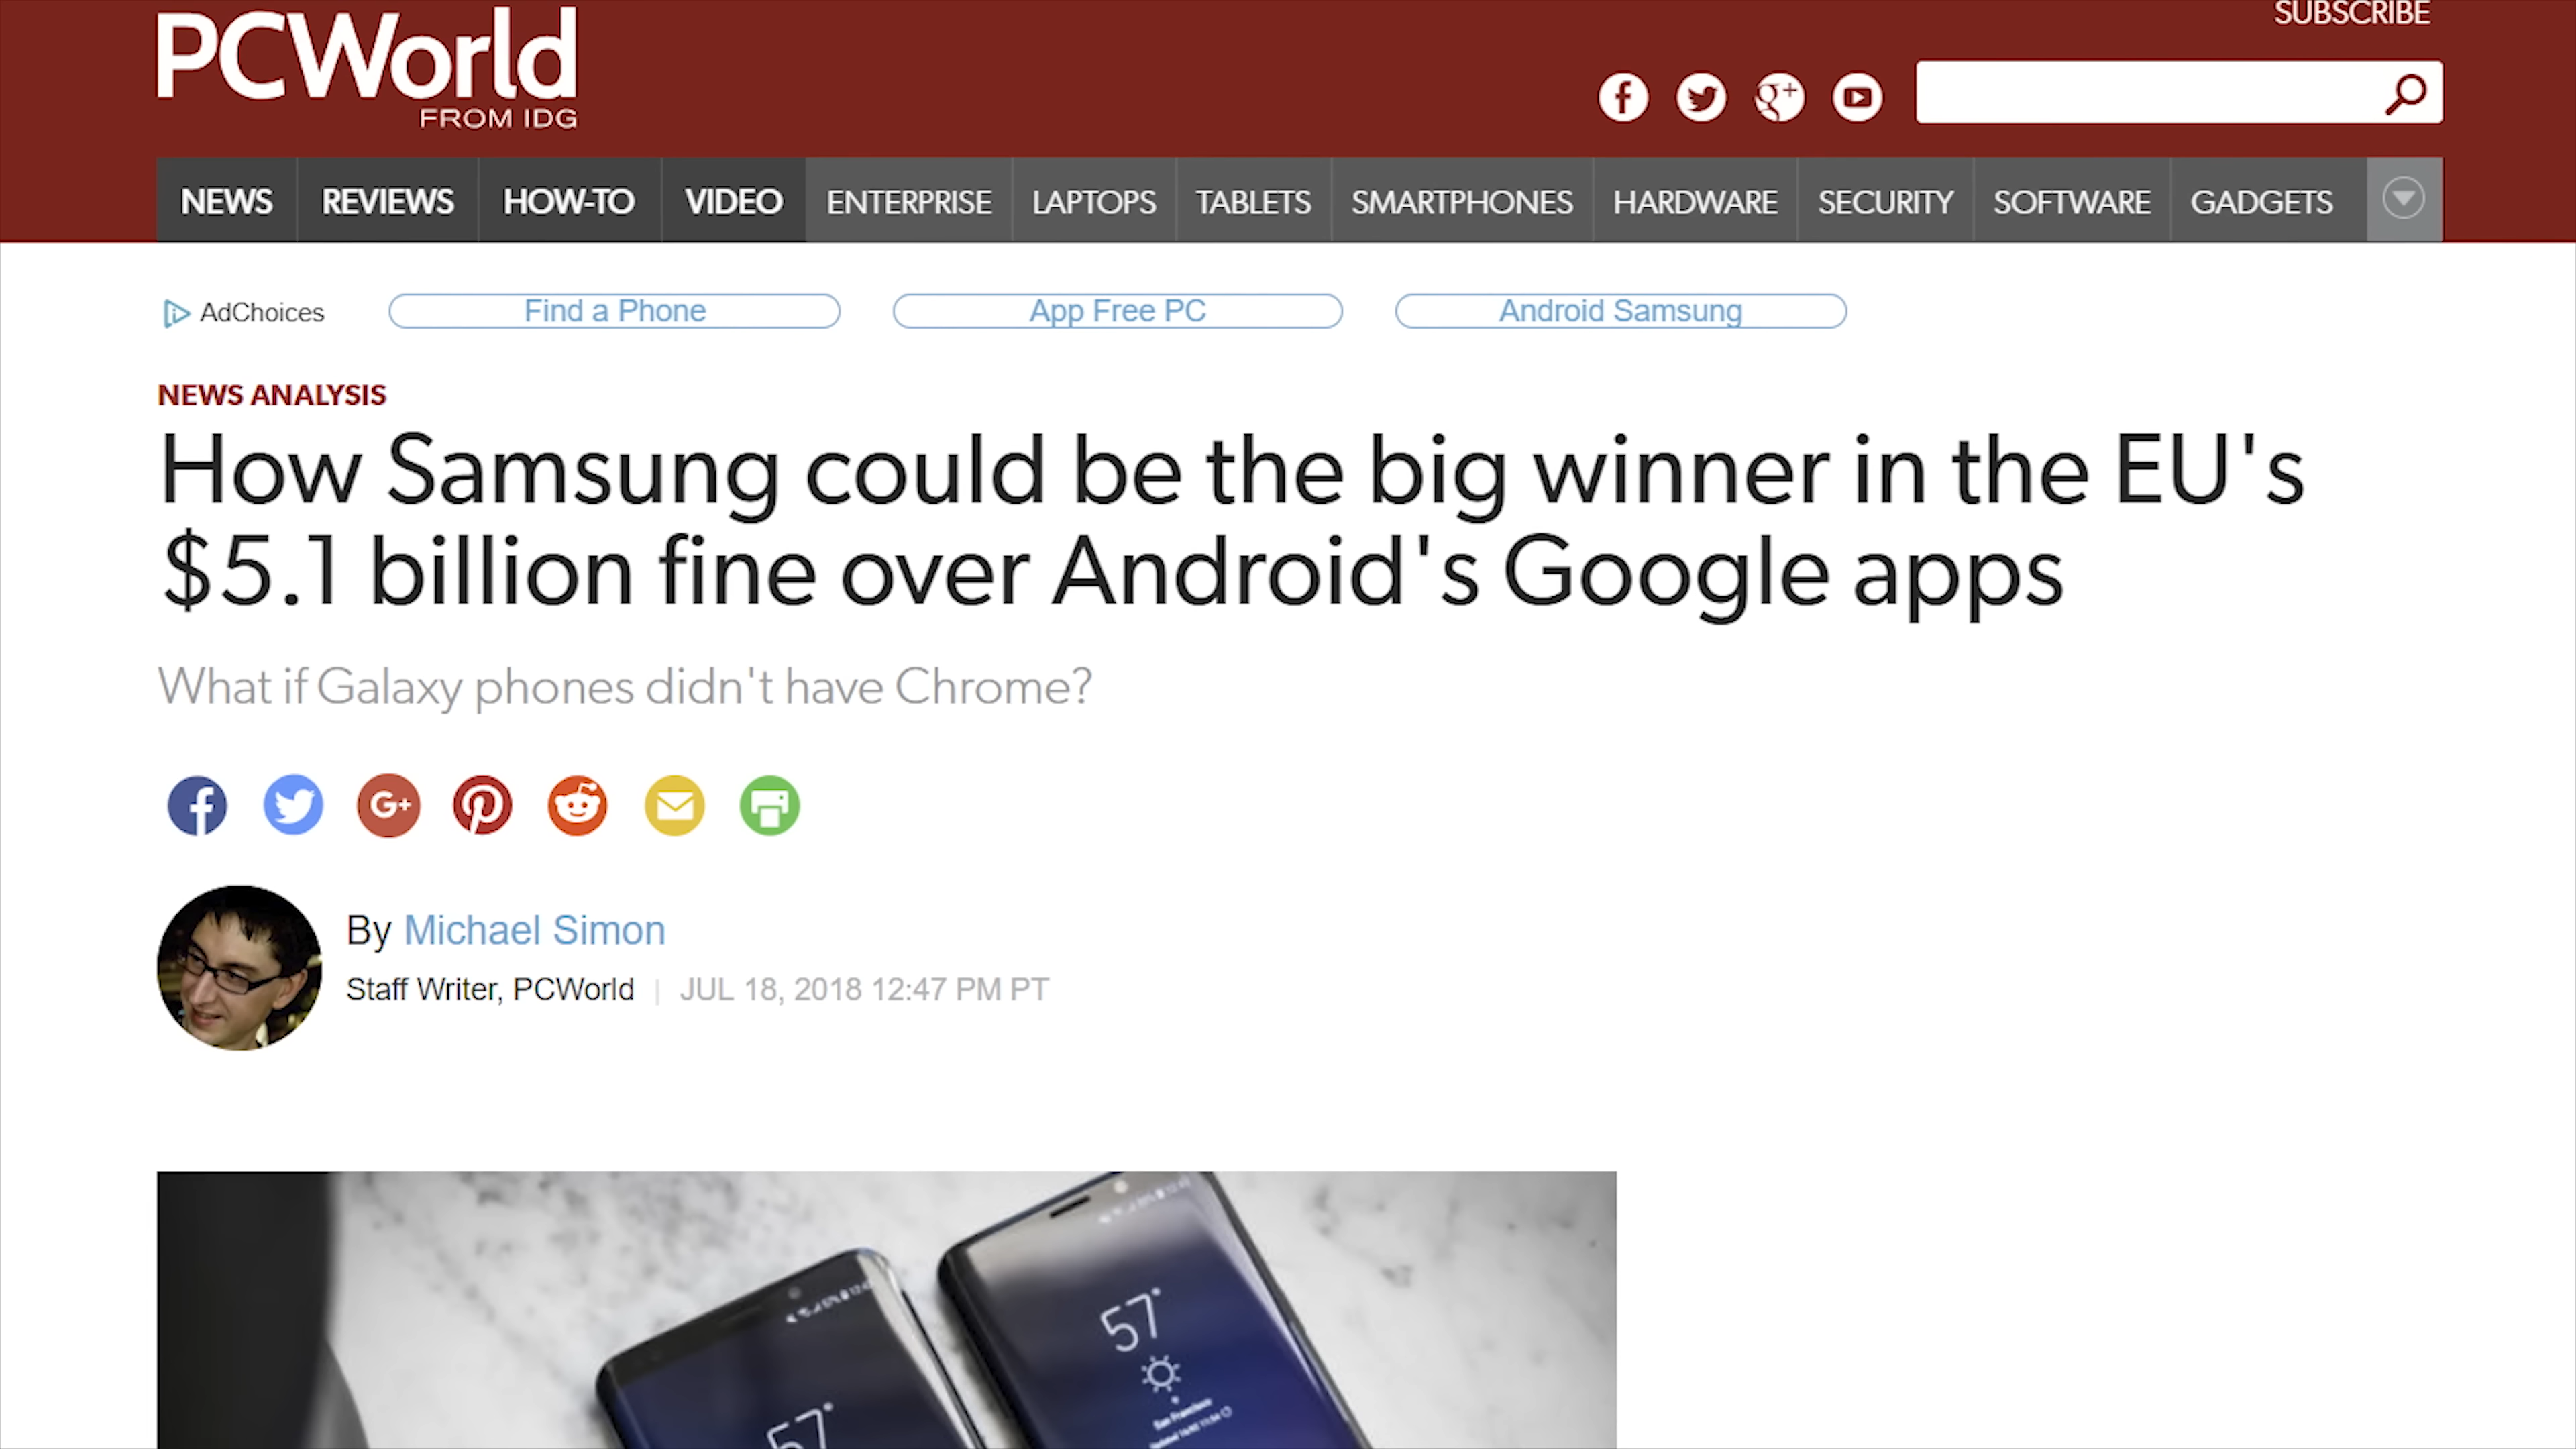 SUBSCRIBE
PCWorld
FROM IDG
NEWS REVIEWS HOW-TO VIDEO ENTERPRISE LAPTOPS TABLETS SMARTPHONES HARDWARE SECURITY SOFTWARE GADGETS
AdChoices Find a Phone App Free PC Android Samsung
NEWS ANALYSIS
How Samsung could be the big winner in the EU's
$5.1 billion fine over Android's Google apps
What if Galaxy phones didn't have Chrome?
By Michael Simon
Staff Writer, PCWorld | JUL 18, 2018 12:47 PM PT
57°
San Francisco
57°